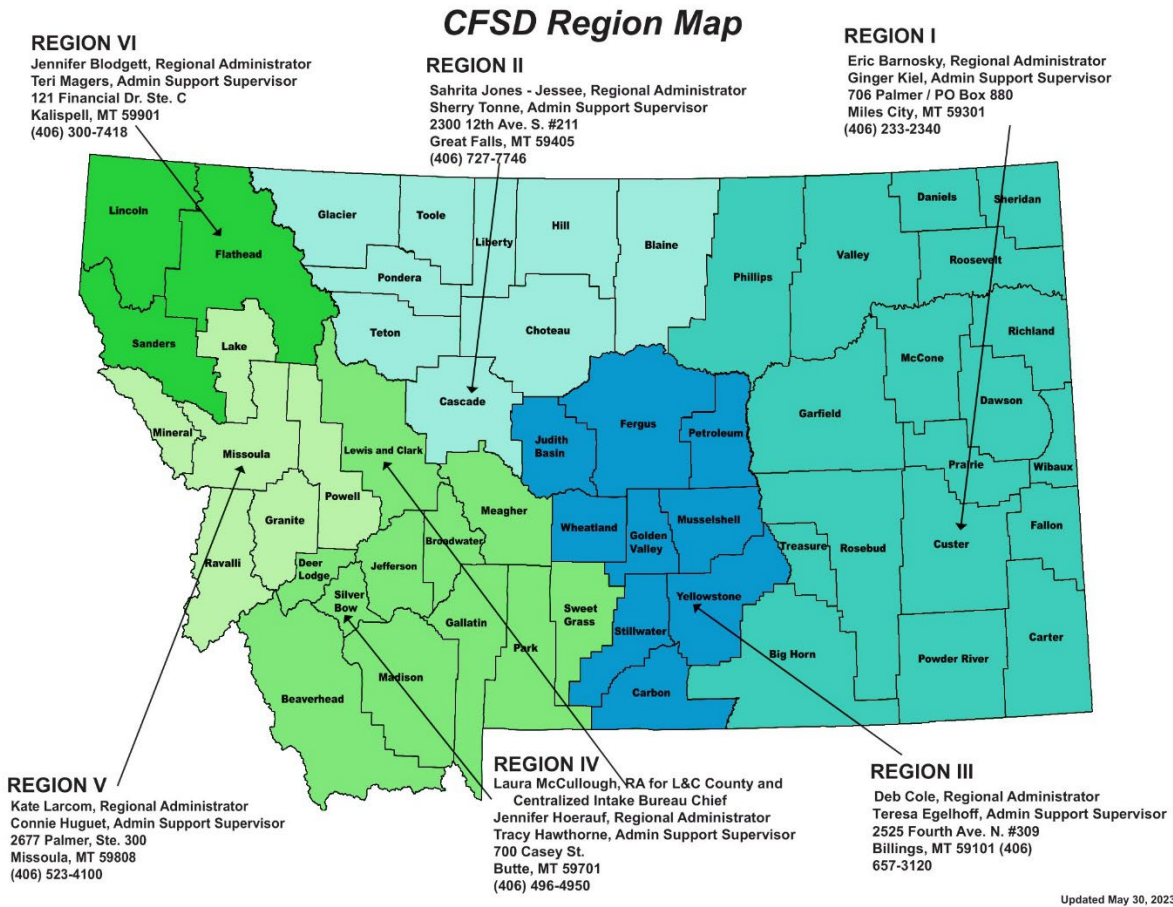 CFSD Region Map
REGION VI
Jennifer Blodgett, Regional Administrator
Teri Magers, Admin Support Supervisor
121 Financial Dr. Ste. C
Kalispell, MT 59901
(406) 300-7418
REGION II
Sahrita Jones - Jessee, Regional Administrator
Sherry Tonne, Admin Support Supervisor
2300 12th Ave. S. #211
Great Falls, MT 59405
(406) 727-7746
REGION I
Eric Barnosky, Regional Administrator
Ginger Kiel, Admin Support Supervisor
706 Palmer / PO Box 880
Miles City, MT 59301
(406) 233-2340
Lincoln
Flathead
Sanders
Lake
Glacier
Toole
Liberty
Hill
Blaine
Pondera
Teton
Choteau
Cascade
Phillips
Valley
Daniels
Sheridan
Roosevelt
Richland
McCone
Garfield
Dawson
Prairie
Wibaux
Mineral
Missoula
Powell
Granite
Ravalli
Lewis and Clark
Meagher
Broadwater
Jefferson
Deer
Lodge
Silver
Bow
Gallatin
Park
Sweet
Grass
Madison
Beaverhead
Judith
Basin
Fergus
Petroleum
Wheatland
Golden
Valley
Musselshell
Yellowstone
Stillwater
Carbon
Treasure
Rosebud
Custer
Fallon
Big Horn
Powder River
Carter
REGION V
Kate Larcom, Regional Administrator
Connie Huguet, Admin Support Supervisor
2677 Palmer, Ste. 300
Missoula, MT 59808
(406) 523-4100
REGION IV
Laura McCullough, RA for L&C County and
Centralized Intake Bureau Chief
Jennifer Hoerauf, Regional Administrator
Tracy Hawthorne, Admin Support Supervisor
700 Casey St.
Butte, MT 59701
(406) 496-4950
REGION III
Deb Cole, Regional Administrator
Teresa Egelhoff, Admin Support Supervisor
2525 Fourth Ave. N. #309
Billings, MT 59101 (406)
657-3120
Updated May 30, 2023